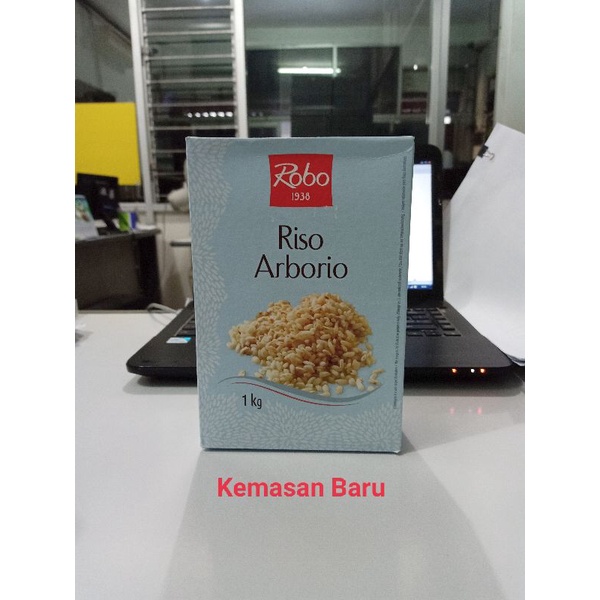 Robo
1938
Riso
Arborio
1 kg
Kemasan Baru